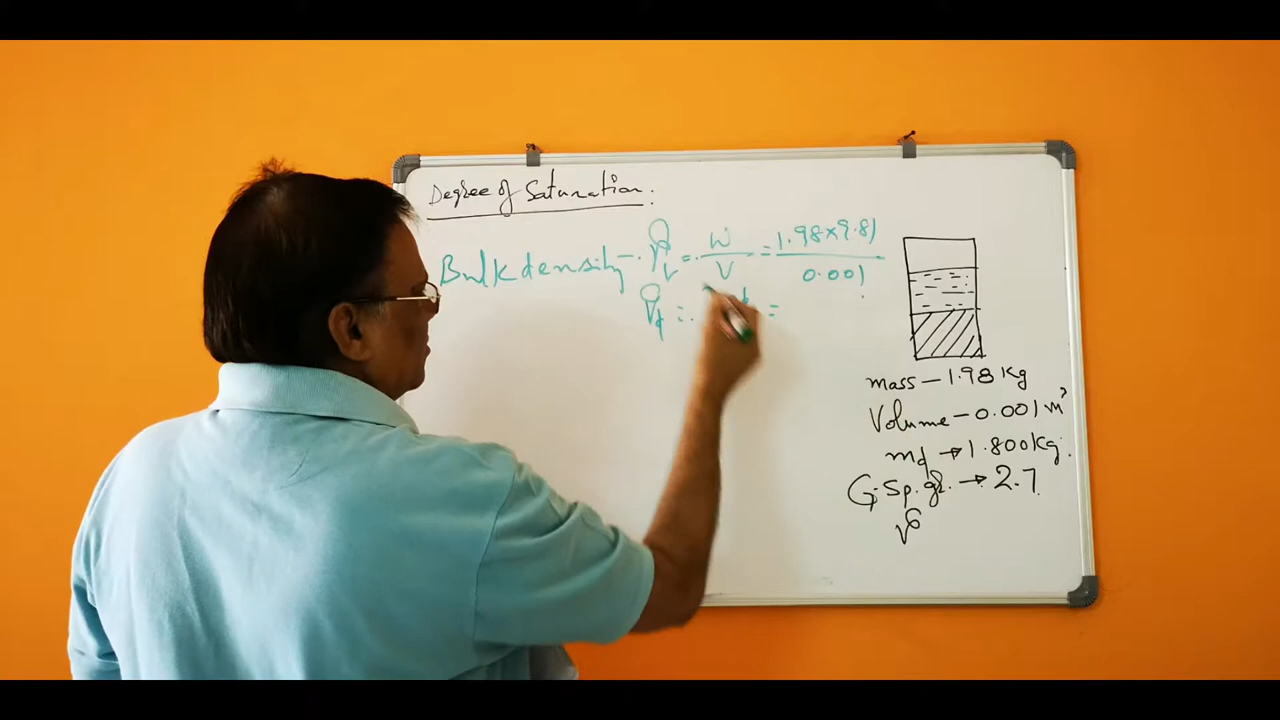 Degree of Saturation.
Bulk density - γ = W/V = 1.98×9.81/0.001
γd = =
mass – 1.98 Kg
Volume – 0.001 m³
md → 1.800 kg.
G. Sp. gr. → 2.7